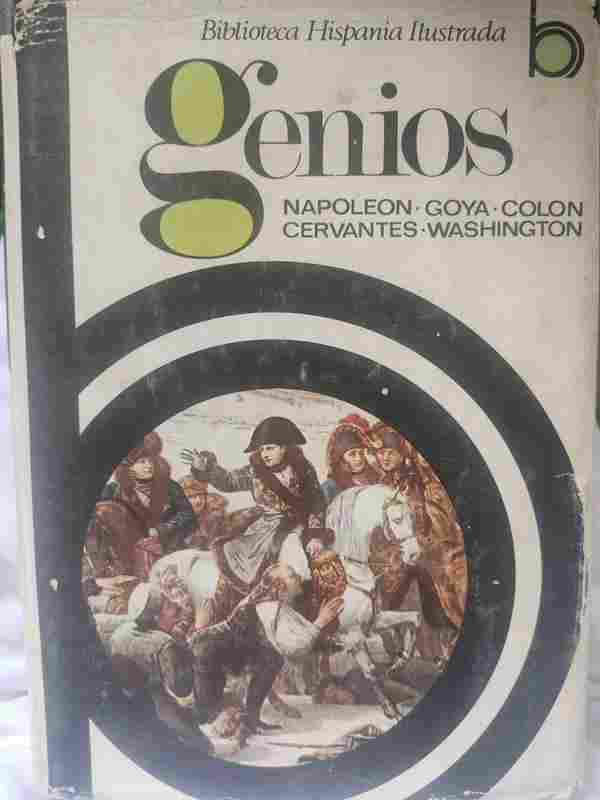 Biblioteca Hispania Ilustrada
genios
NAPOLEON · GOYA · COLON
CERVANTES · WASHINGTON